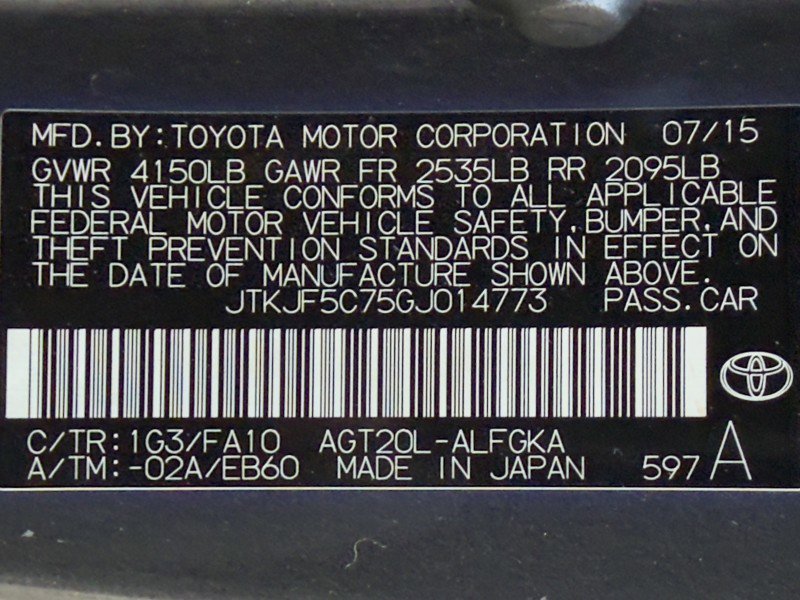 MFD. BY: TOYOTA MOTOR CORPORATION 07/15
GVWR 4150LB GAWR FR 2535LB RR 2095LB
THIS VEHICLE CONFORMS TO ALL APPLICABLE
FEDERAL MOTOR VEHICLE SAFETY, BUMPER, AND
THEFT PREVENTION STANDARDS IN EFFECT ON
THE DATE OF MANUFACTURE SHOWN ABOVE.
JTKJF5C75GJ014773 PASS. CAR
C/TR: 1G3/FA10 AGT20L-ALFGKA
A/TM: -02A/EB60 MADE IN JAPAN 597 A